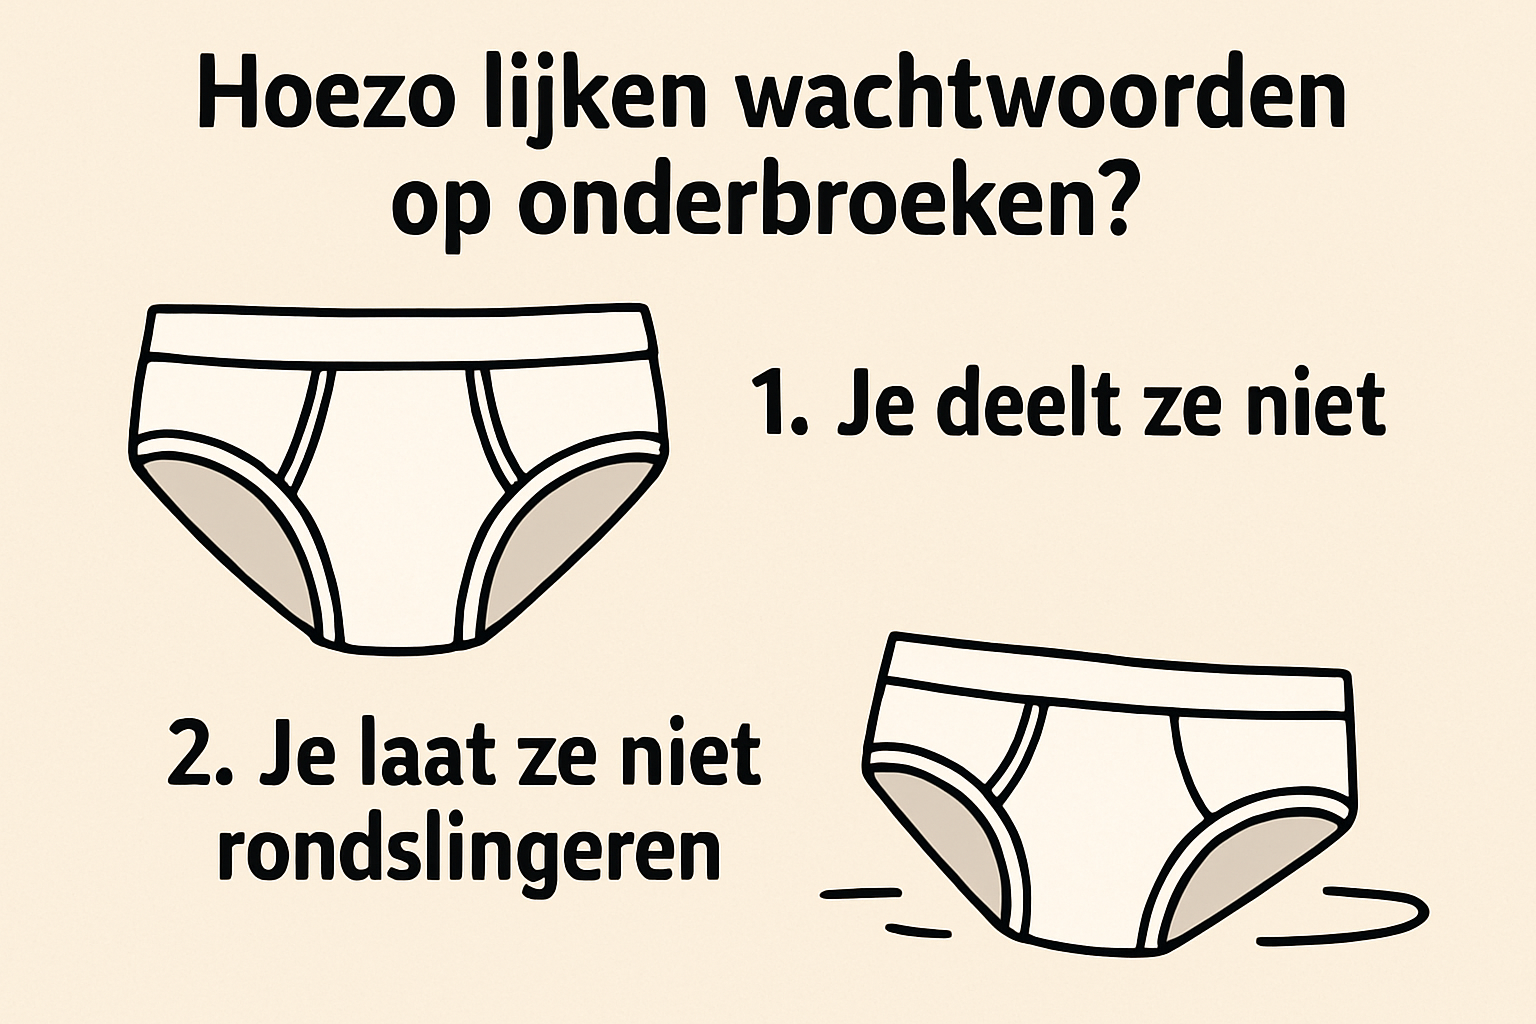 Hoezo lijken wachtwoorden
op onderbroeken?
1. Je deelt ze niet
2. Je laat ze niet
rondslingeren